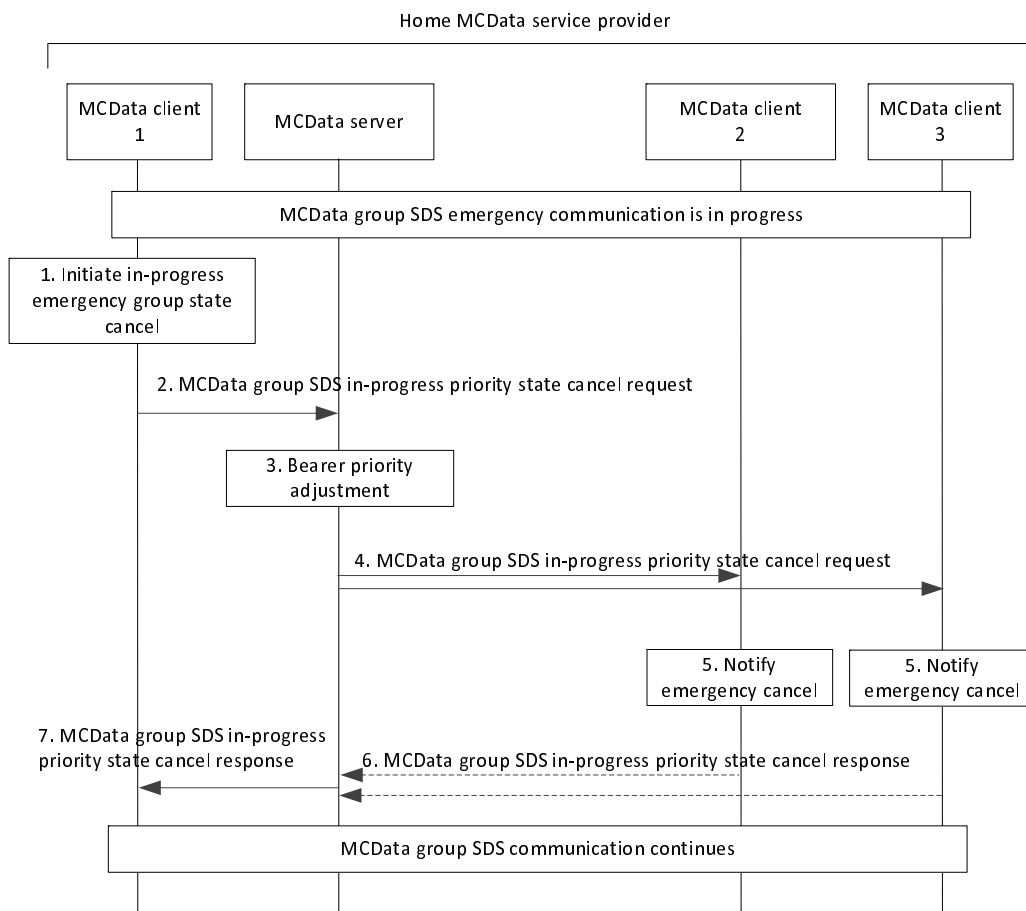 Home MCData service provider
MCData client
1
MCData server
MCData client
2
MCData client
3
MCData group SDS emergency communication is in progress
1. Initiate in-progress
emergency group state
cancel
2. MCData group SDS in-progress priority state cancel request
3. Bearer priority
adjustment
4. MCData group SDS in-progress priority state cancel request
5. Notify
emergency cancel
5. Notify
emergency cancel
7. MCData group SDS in-progress
priority state cancel response
6. MCData group SDS in-progress priority state cancel response
MCData group SDS communication continues